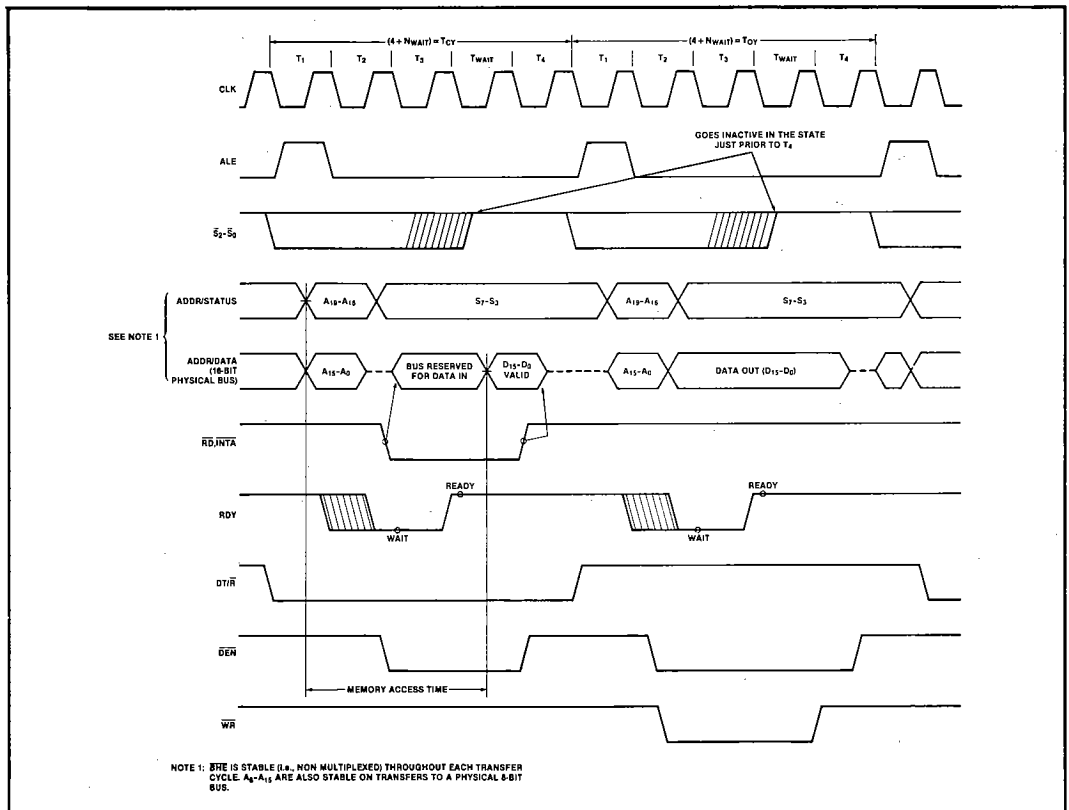 (4 + NWAIT) = TCY (4 + NWAIT) = TCY
T1 T2 T3 TWAIT T4 T1 T2 T3 TWAIT T4
CLK
GOES INACTIVE IN THE STATE
JUST PRIOR TO T4
ALE
S2-S0
ADDR/STATUS A19-A16 S7-S3 A19-A16 S7-S3
SEE NOTE 1
ADDR/DATA
(16-BIT
PHYSICAL BUS)
A15-A0 BUS RESERVED
FOR DATA IN
D15-D0
VALID
A15-A0 DATA OUT (D15-D0)
RD,INTA
READY READY
RDY
WAIT WAIT
DT/R
DEN
MEMORY ACCESS TIME
WR
NOTE 1: BHE IS STABLE (I.e., NON MULTIPLEXED) THROUGHOUT EACH TRANSFER
CYCLE. A8-A15 ARE ALSO STABLE ON TRANSFERS TO A PHYSICAL 8-BIT
BUS.